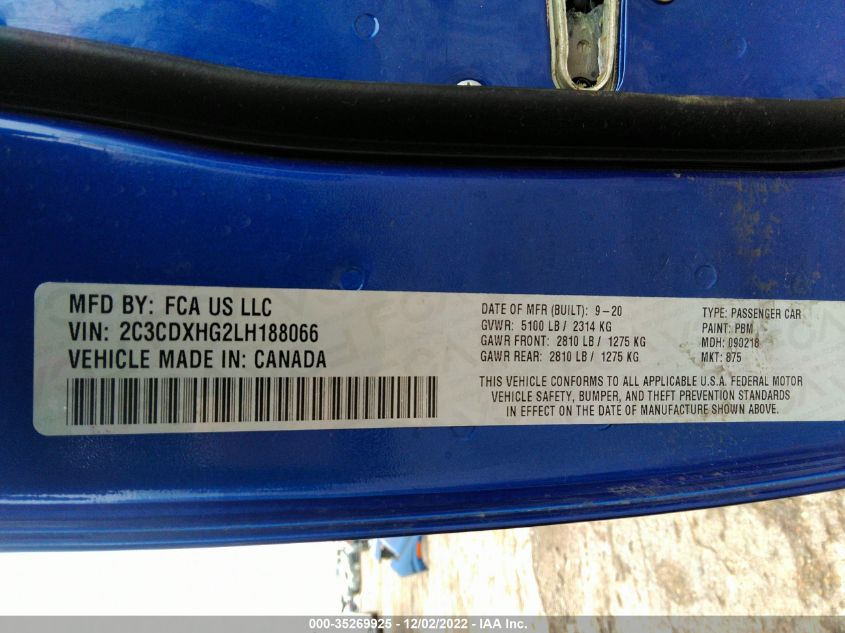 MFD BY: FCA US LLC
VIN: 2C3CDXHG2LH188066
VEHICLE MADE IN: CANADA
DATE OF MFR (BUILT): 9-20
GVWR: 5100 LB / 2314 KG
GAWR FRONT: 2810 LB / 1275 KG
GAWR REAR: 2810 LB / 1275 KG
TYPE: PASSENGER CAR
PAINT: PBM
MDH: 090218
MKT: 875
THIS VEHICLE CONFORMS TO ALL APPLICABLE U.S.A. FEDERAL MOTOR
VEHICLE SAFETY, BUMPER, AND THEFT PREVENTION STANDARDS
IN EFFECT ON THE DATE OF MANUFACTURE SHOWN ABOVE.
000-35269925 - 12/02/2022 - IAA Inc.